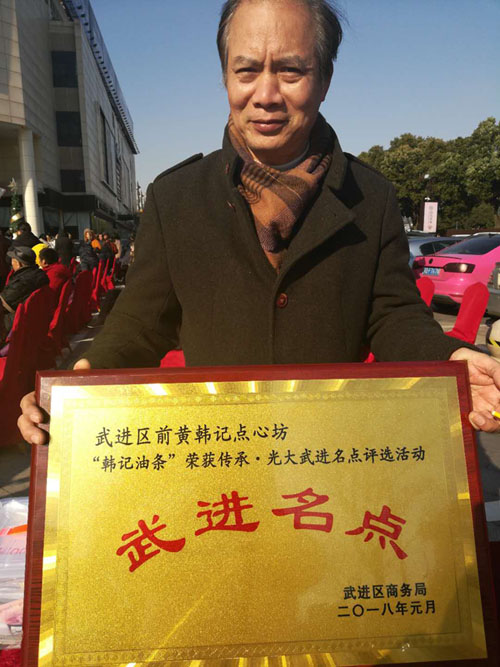 武进区前黄韩记点心坊
“韩记油条”荣获传承·光大武进名点评选活动
武进名点
武进区商务局
二〇一八年元月